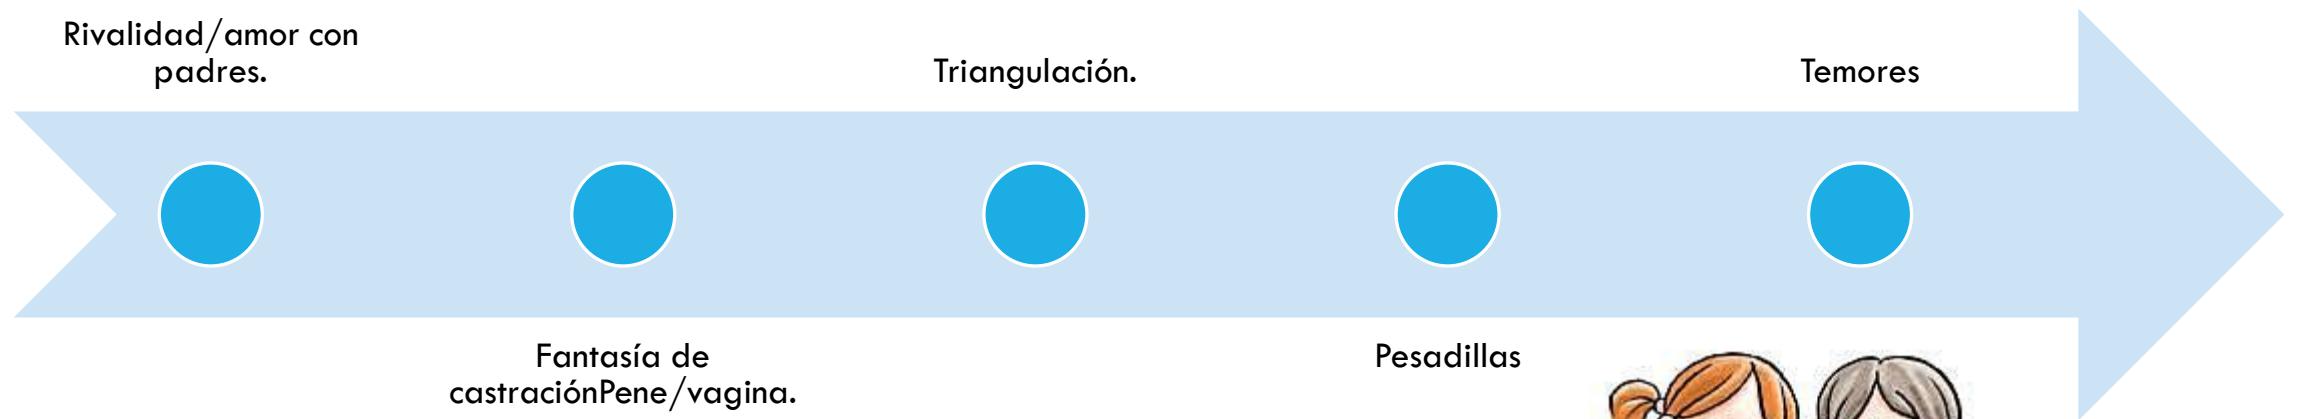 Rivalidad/amor con
padres.
Fantasía de
castraciónPene/vagina.
Triangulación.
Pesadillas
Temores